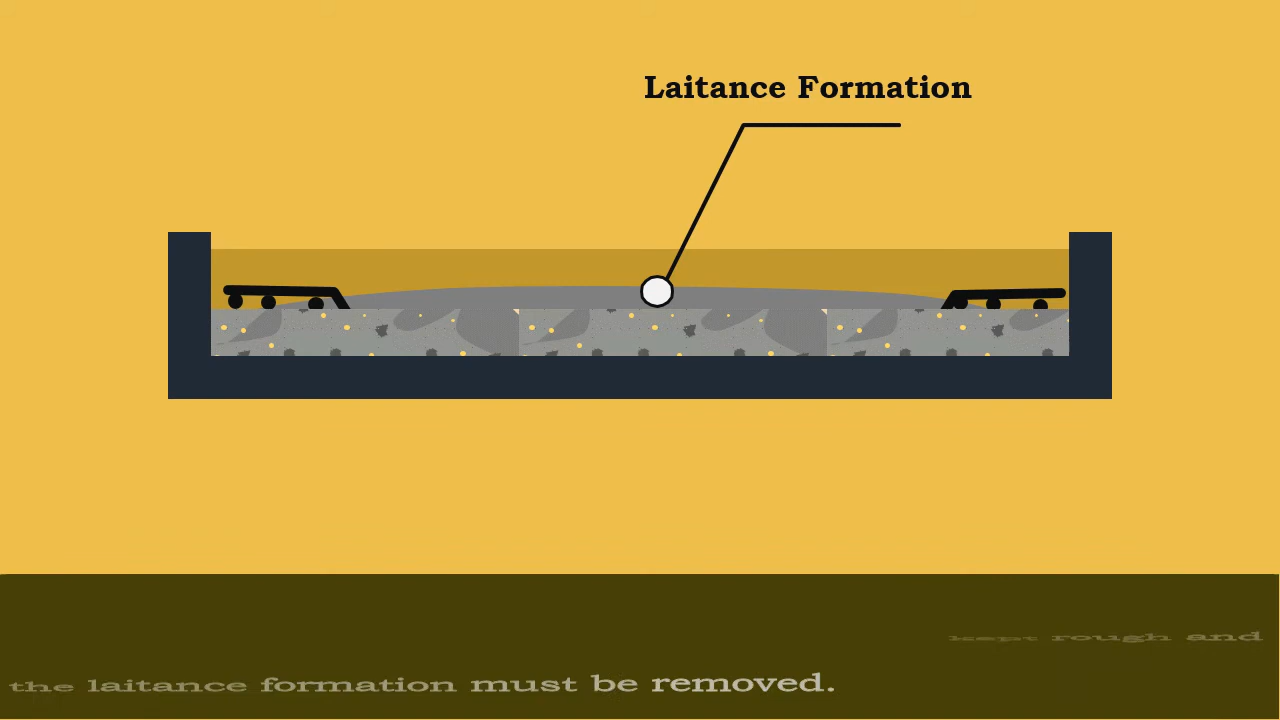 Laitance Formation
kept rough and
the laitance formation must be removed.